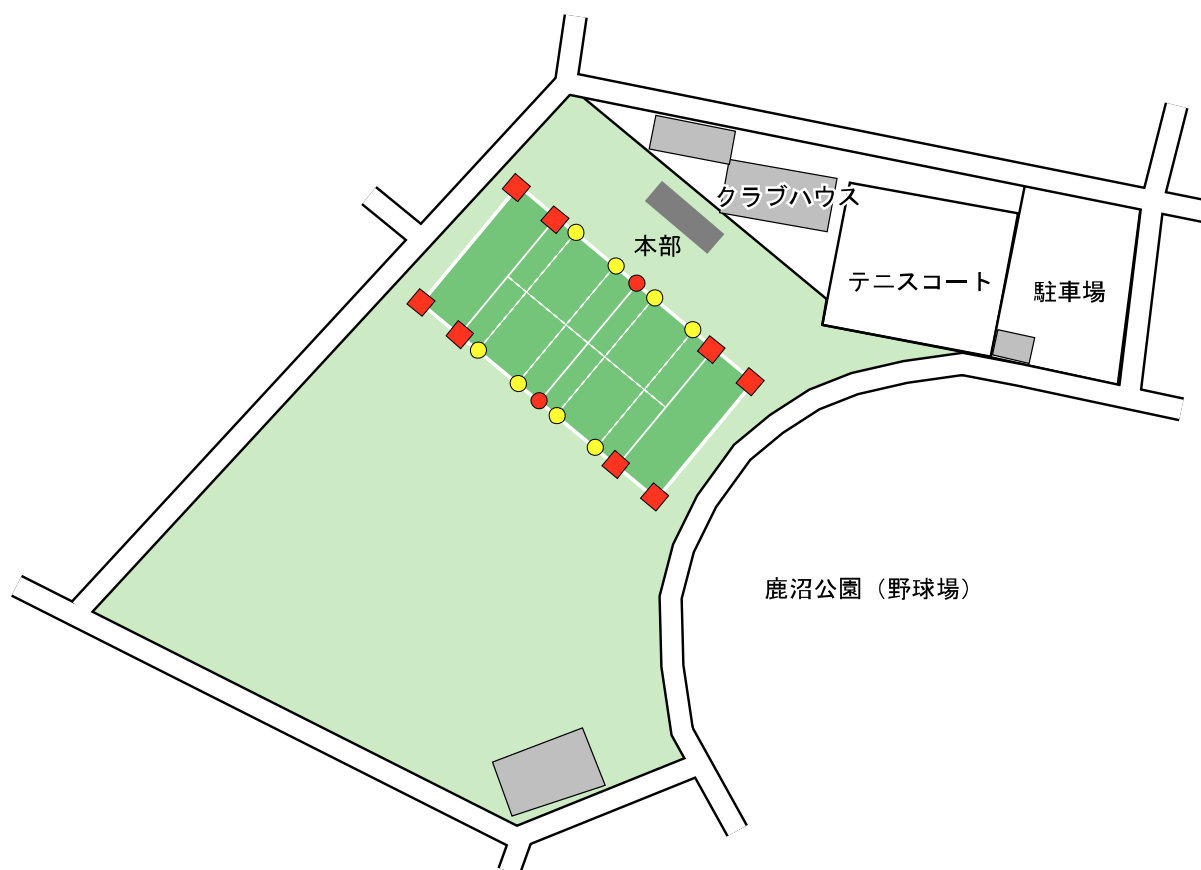 クラブハウス
本部
テニスコート
駐車場
鹿沼公園（野球場）